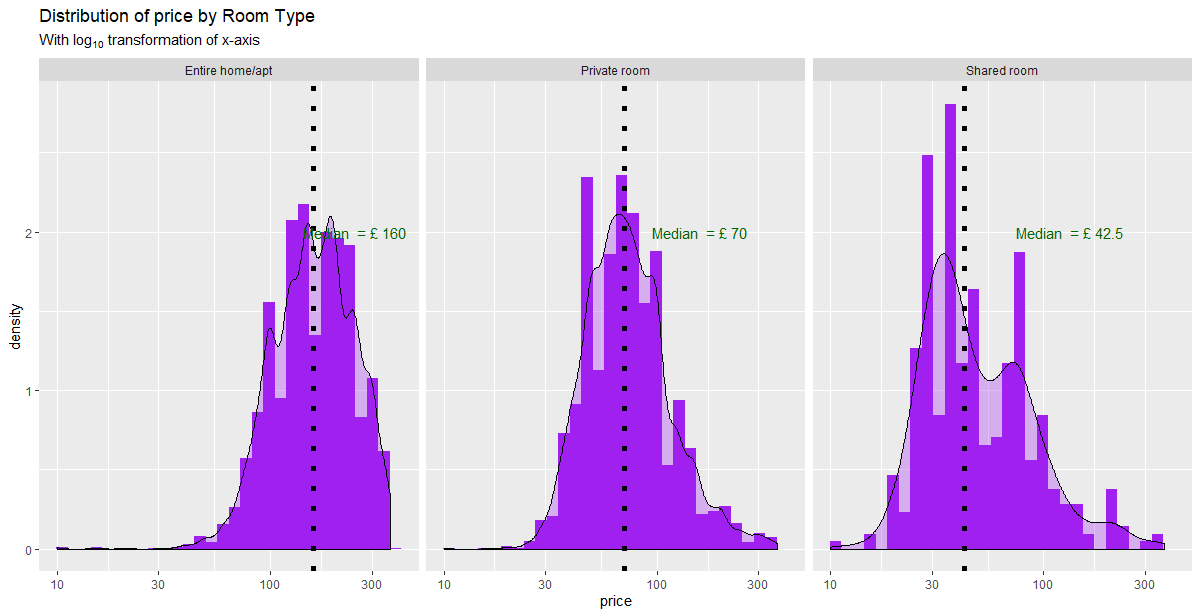 Distribution of price by Room Type
With log10 transformation of x-axis
Entire home/apt Private room Shared room
Median = £ 160 Median = £ 70 Median = £ 42.5
density
2
1
0
10 30 100 300 10 30 100 300 10 30 100 300
price